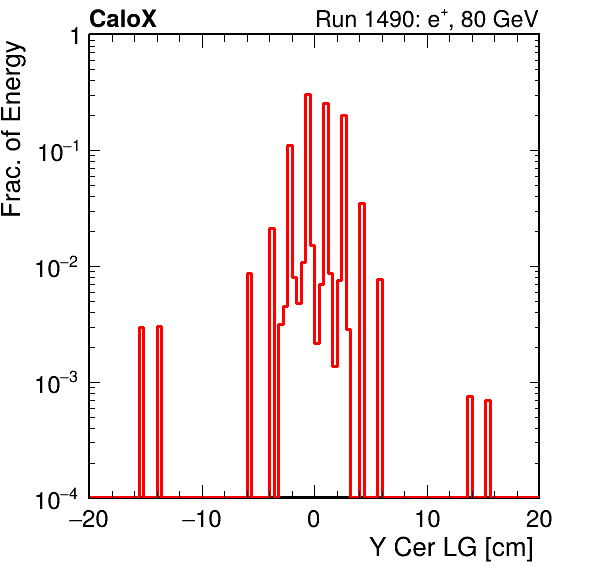 CaloX Run 1490: e⁺, 80 GeV
Frac. of Energy
1
10⁻¹
10⁻²
10⁻³
10⁻⁴
−20 −10 0 10 20
Y Cer LG [cm]